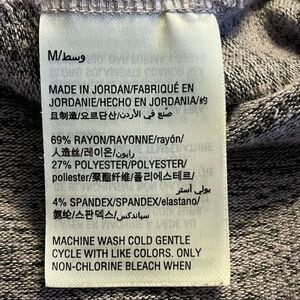 M/وسط
MADE IN JORDAN/FABRIQUÉ EN
JORDANIE/HECHO EN JORDANIA/约
旦制造/요르단산/صنع في الأردن
69% RAYON/RAYONNE/rayón/
人造丝/레이온/رايون
27% POLYESTER/POLYESTER/
poliester/聚酯纤维/폴리에스테르/
بولي أستر
4% SPANDEX/SPANDEX/elastano/
氨纶/스판덱스/سباندكس
MACHINE WASH COLD GENTLE
CYCLE WITH LIKE COLORS. ONLY
NON-CHLORINE BLEACH WHEN